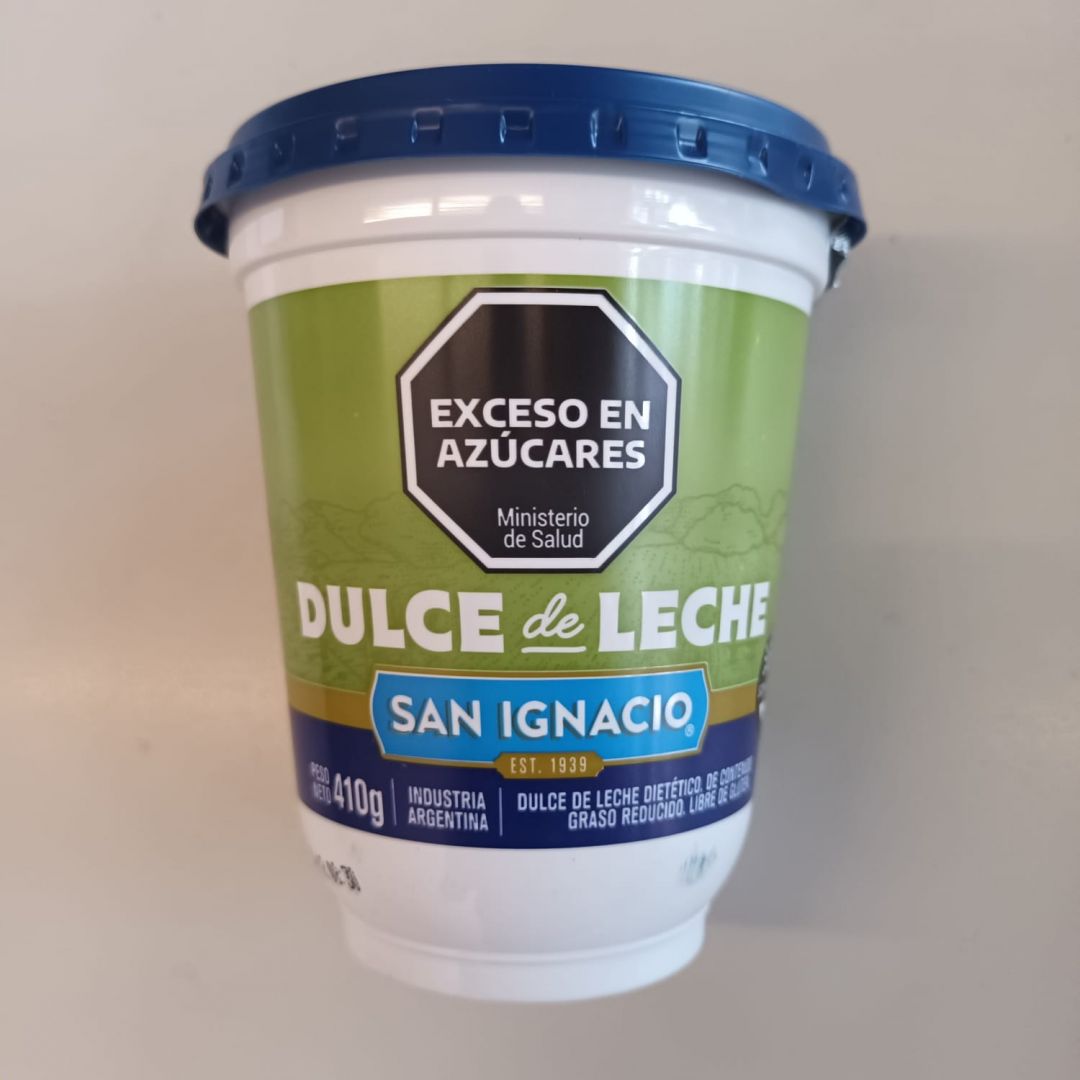 EXCESO EN
AZÚCARES
Ministerio
de Salud
DULCE de LECHE
SAN IGNACIO®
EST. 1939
PESO
NETO 410g
INDUSTRIA
ARGENTINA
DULCE DE LECHE DIETÉTICO. DE CONTENIDO
GRASO REDUCIDO. LIBRE DE GLUTEN.